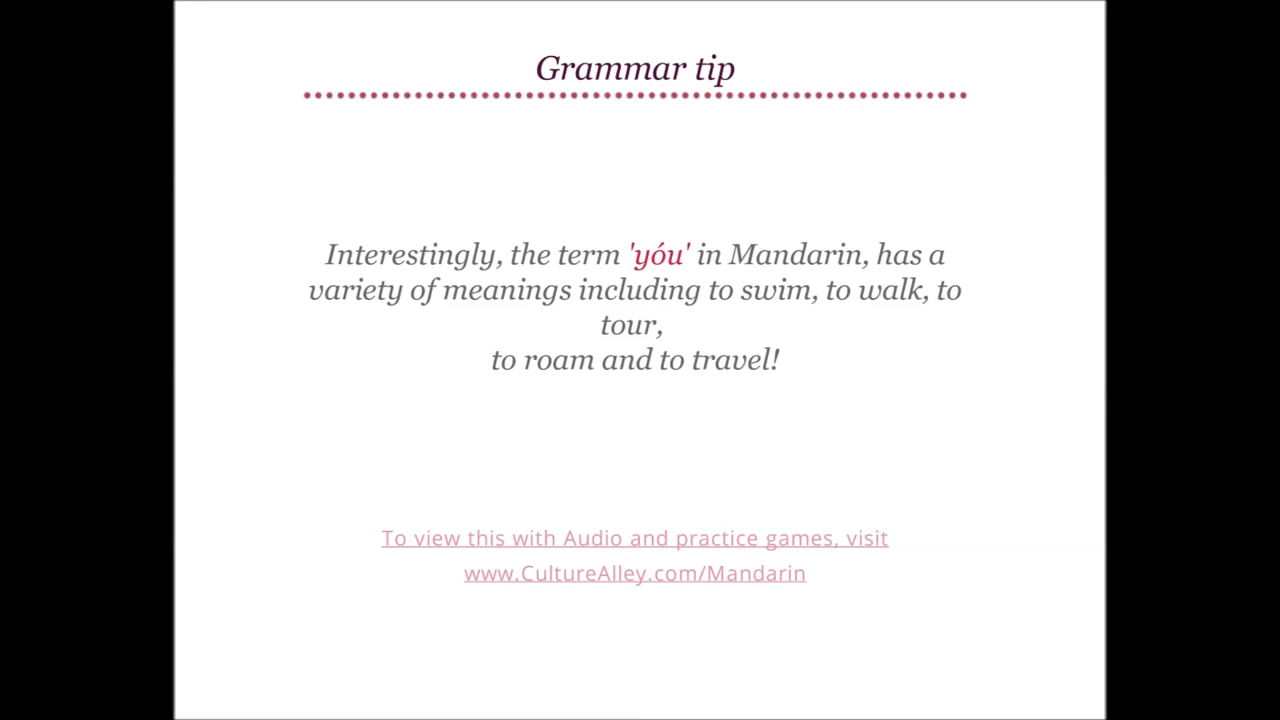 Grammar tip
Interestingly, the term 'yóu' in Mandarin, has a
variety of meanings including to swim, to walk, to
tour,
to roam and to travel!
To view this with Audio and practice games, visit
www.CultureAlley.com/Mandarin